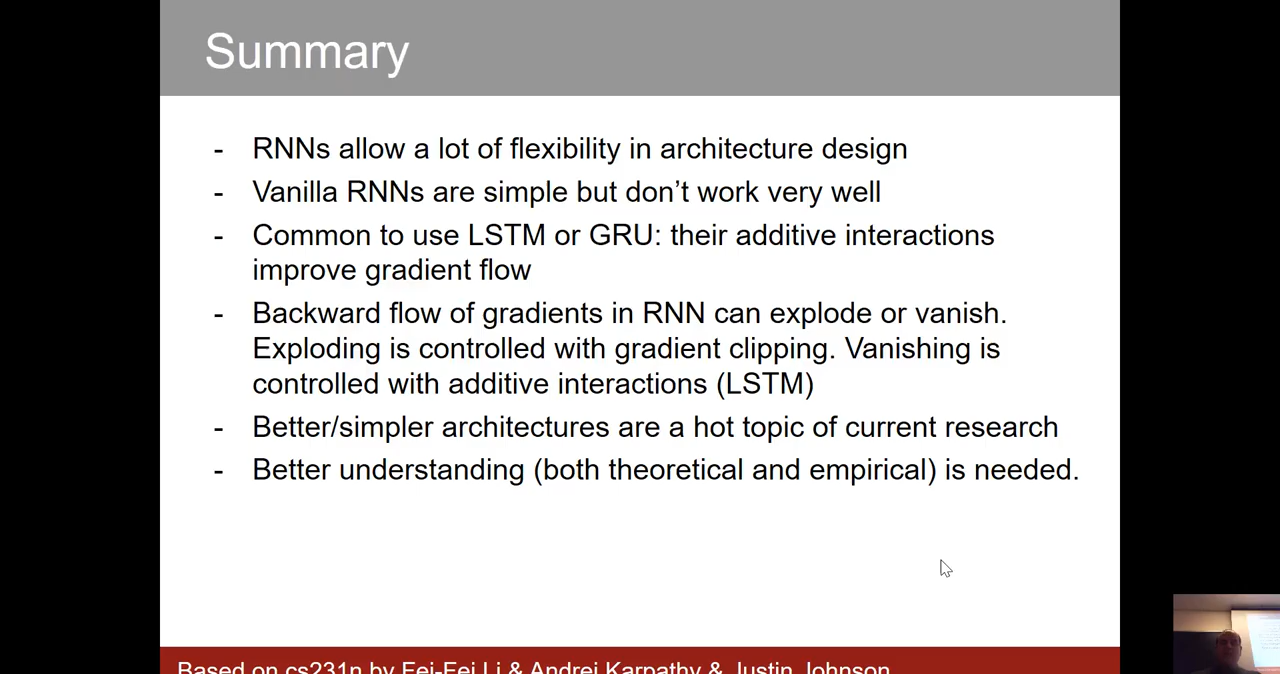 Summary
- RNNs allow a lot of flexibility in architecture design
- Vanilla RNNs are simple but don’t work very well
- Common to use LSTM or GRU: their additive interactions
improve gradient flow
- Backward flow of gradients in RNN can explode or vanish.
Exploding is controlled with gradient clipping. Vanishing is
controlled with additive interactions (LSTM)
- Better/simpler architectures are a hot topic of current research
- Better understanding (both theoretical and empirical) is needed.
Based on cs231n by Fei-Fei Li & Andrej Karpathy & Justin Johnson